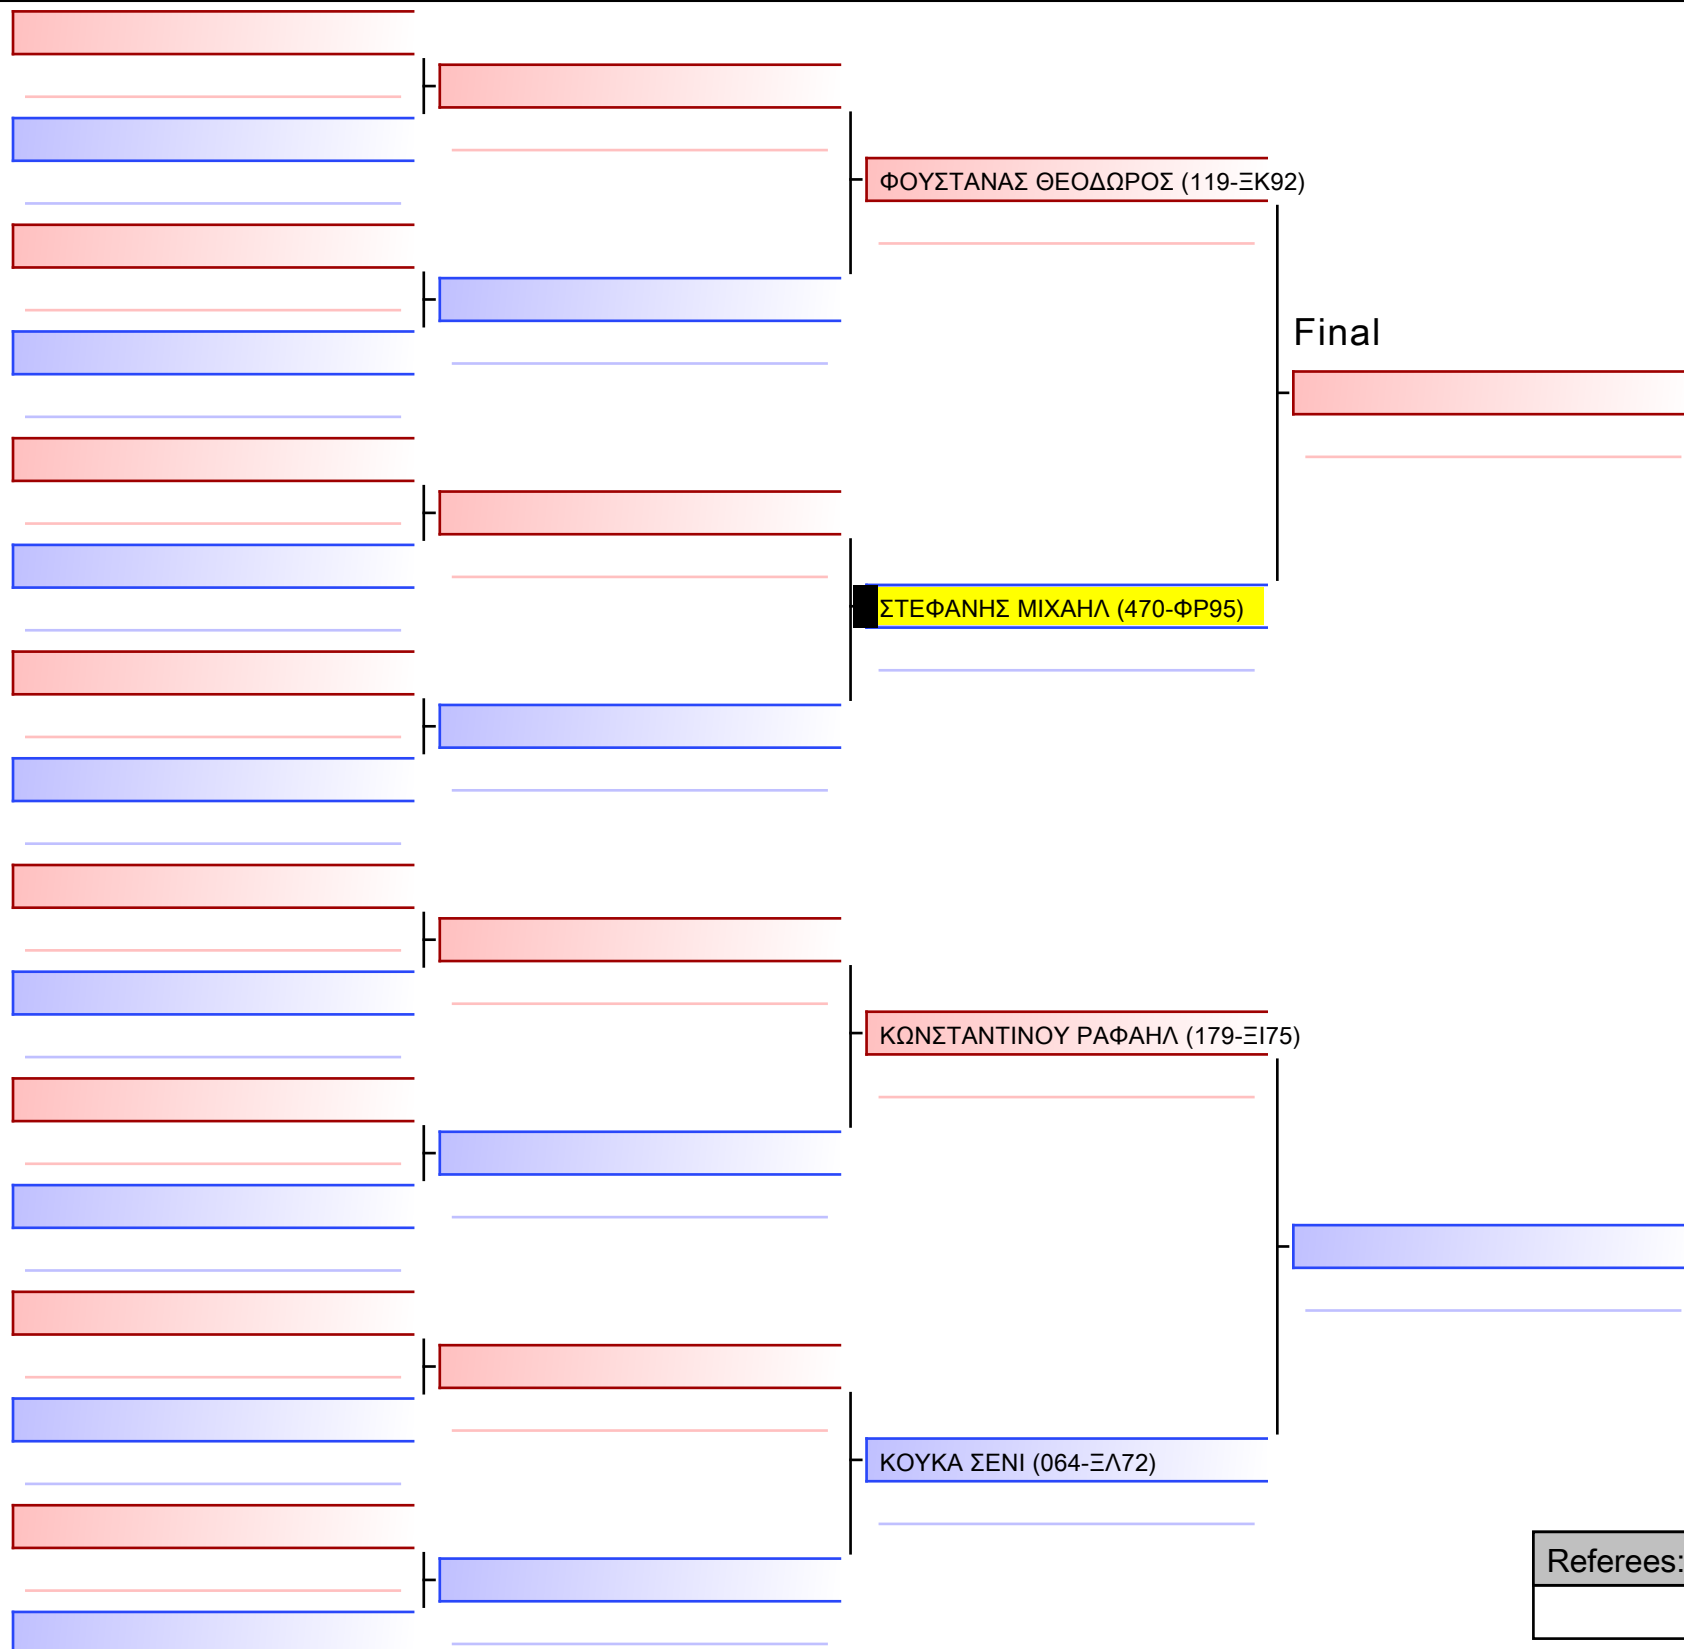 ΦΟΥΣΤΑΝΑΣ ΘΕΟΔΩΡΟΣ (119-ΞΚ92)
Final
ΣΤΕΦΑΝΗΣ ΜΙΧΑΗΛ (470-ΦΡ95)
ΚΩΝΣΤΑΝΤΙΝΟΥ ΡΑΦΑΗΛ (179-ΞΙ75)
ΚΟΥΚΑ ΣΕΝΙ (064-ΞΛ72)
Referees: